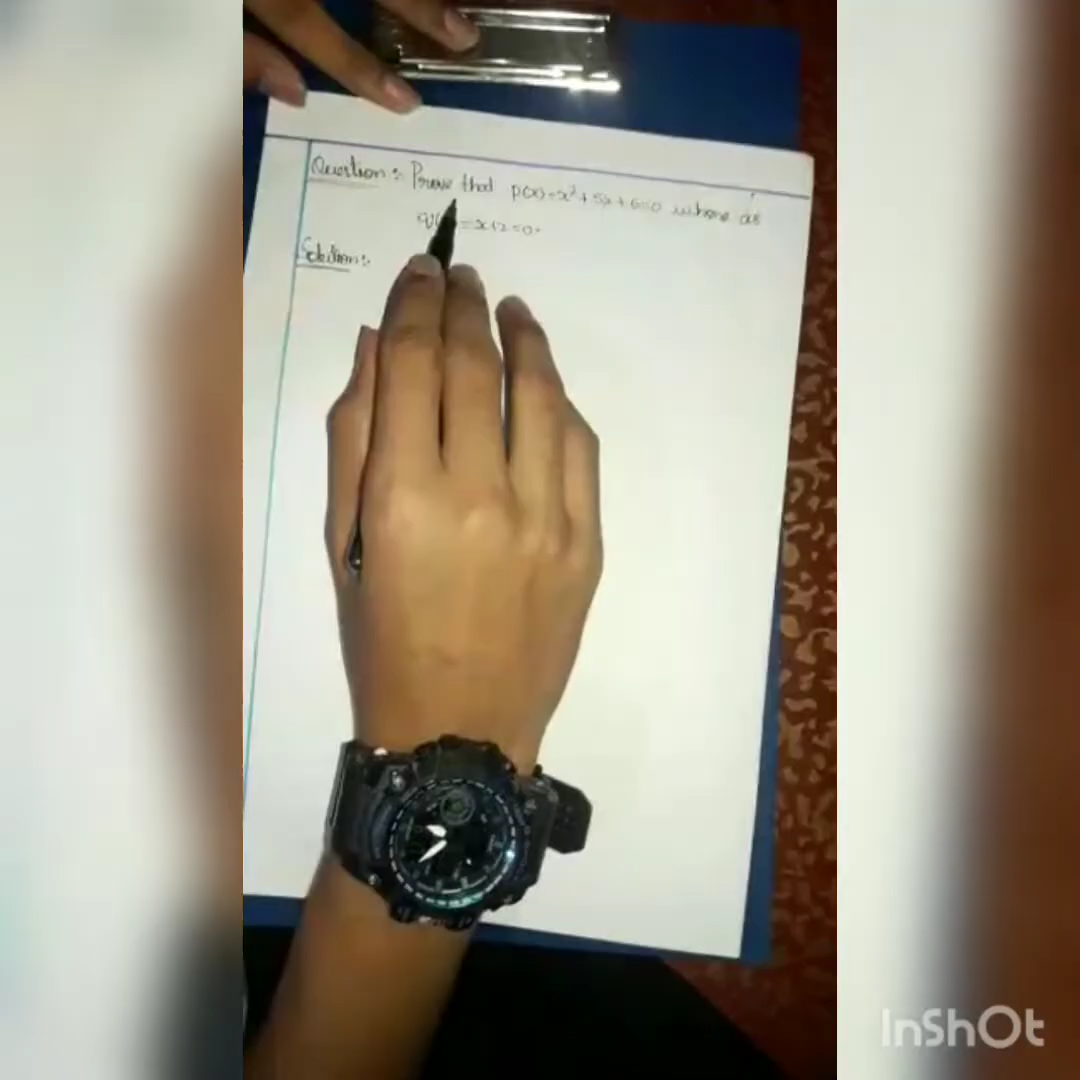 Question :- Prove that p(x)=x²+5x+6=0 where as
=x+2=0.
Solution:-
InShOt